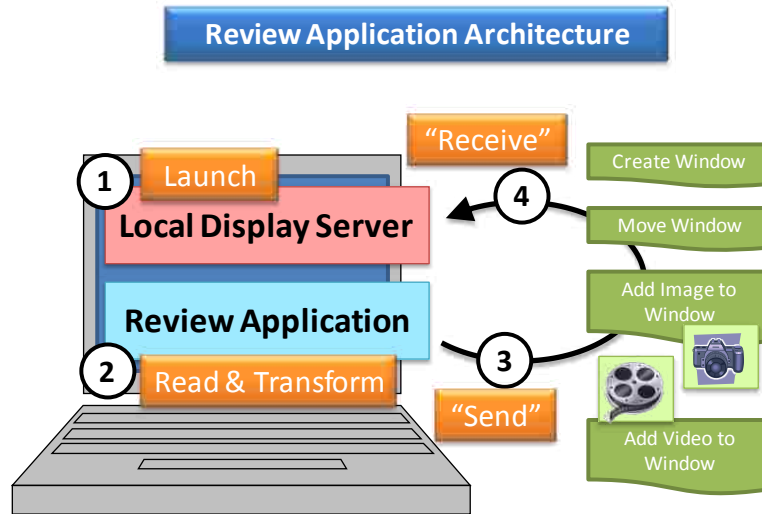 Review Application Architecture
“Receive”
1
Launch
Local Display Server
4
Create Window
Move Window
Add Image to
Window
Review Application
2
Read & Transform
3
“Send”
Add Video to
Window